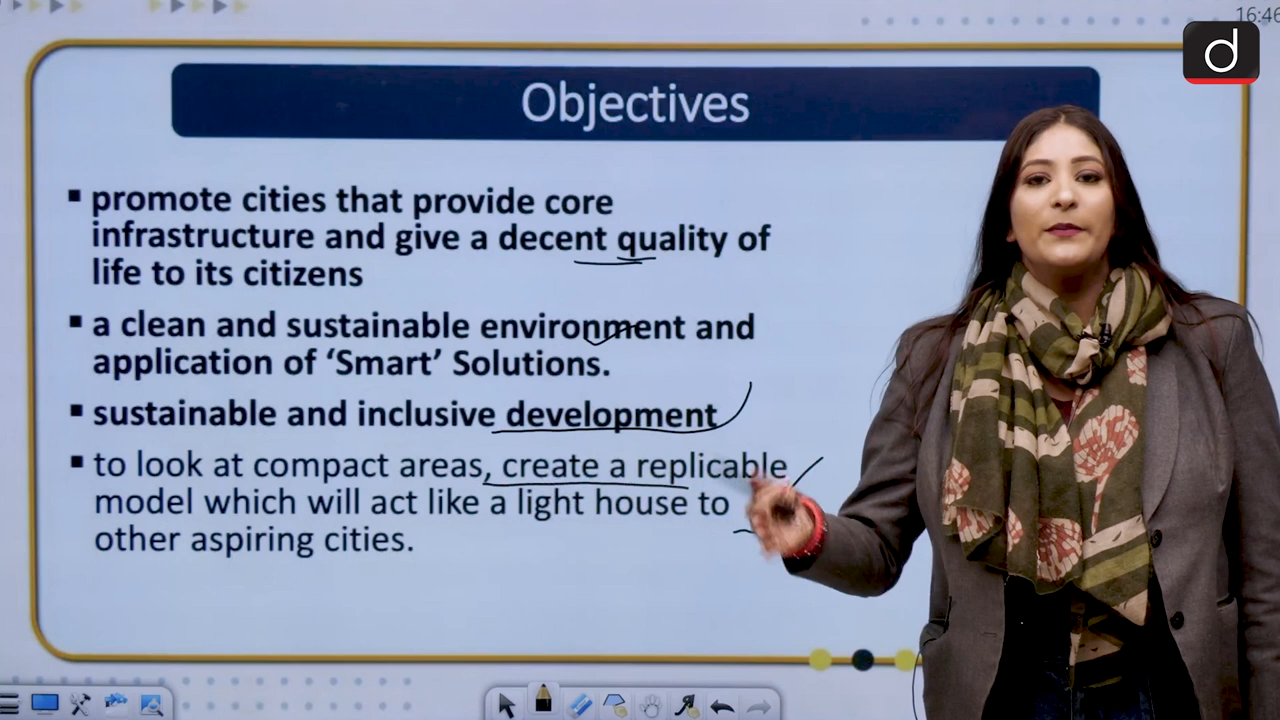 16:46
d
Objectives
▪ promote cities that provide core
infrastructure and give a decent quality of
life to its citizens
▪ a clean and sustainable environment and
application of ‘Smart’ Solutions.
▪ sustainable and inclusive development
▪ to look at compact areas, create a replicable
model which will act like a light house to
other aspiring cities.